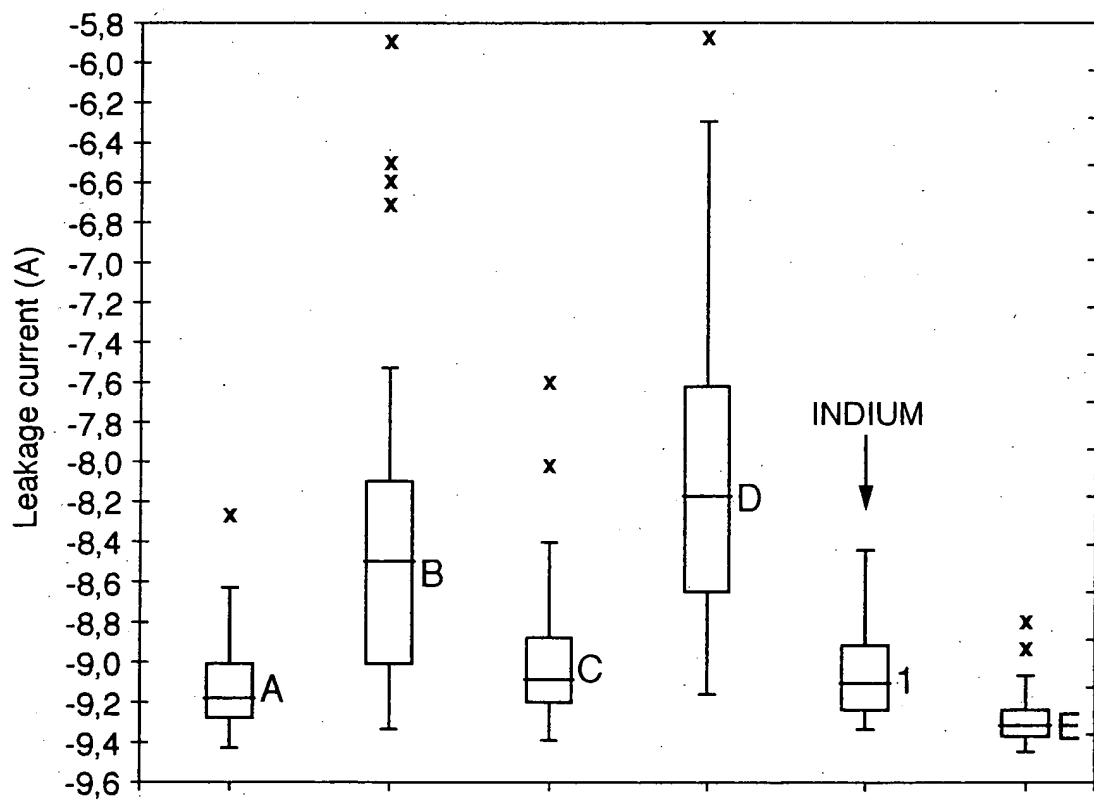 Leakage current (A)
-5,8
-6,0
-6,2
-6,4
-6,6
-6,8
-7,0
-7,2
-7,4
-7,6
-7,8
-8,0
-8,2
-8,4
-8,6
-8,8
-9,0
-9,2
-9,4
-9,6
x
x
x
x
x
x
x
x
x
x
INDIUM
A
B
C
D
1
E